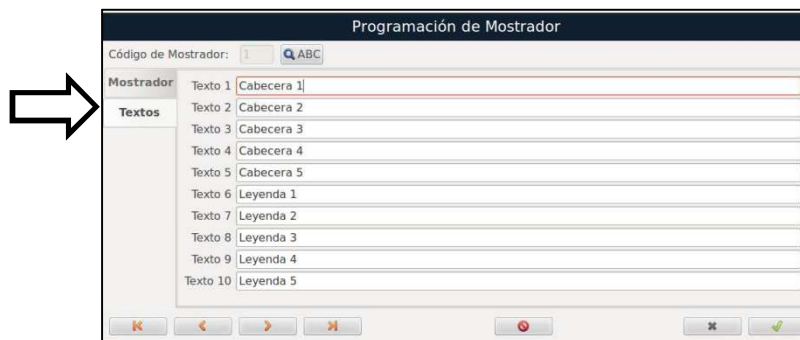 Programación de Mostrador
Código de Mostrador: 1 ABC
Mostrador
Textos
Texto 1 Cabecera 1
Texto 2 Cabecera 2
Texto 3 Cabecera 3
Texto 4 Cabecera 4
Texto 5 Cabecera 5
Texto 6 Leyenda 1
Texto 7 Leyenda 2
Texto 8 Leyenda 3
Texto 9 Leyenda 4
Texto 10 Leyenda 5